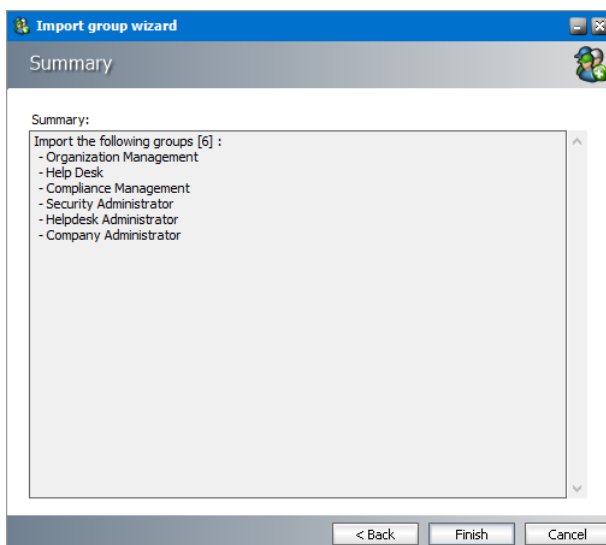 Import group wizard
Summary
Summary:
Import the following groups [6] :
- Organization Management
- Help Desk
- Compliance Management
- Security Administrator
- Helpdesk Administrator
- Company Administrator
< Back
Finish
Cancel